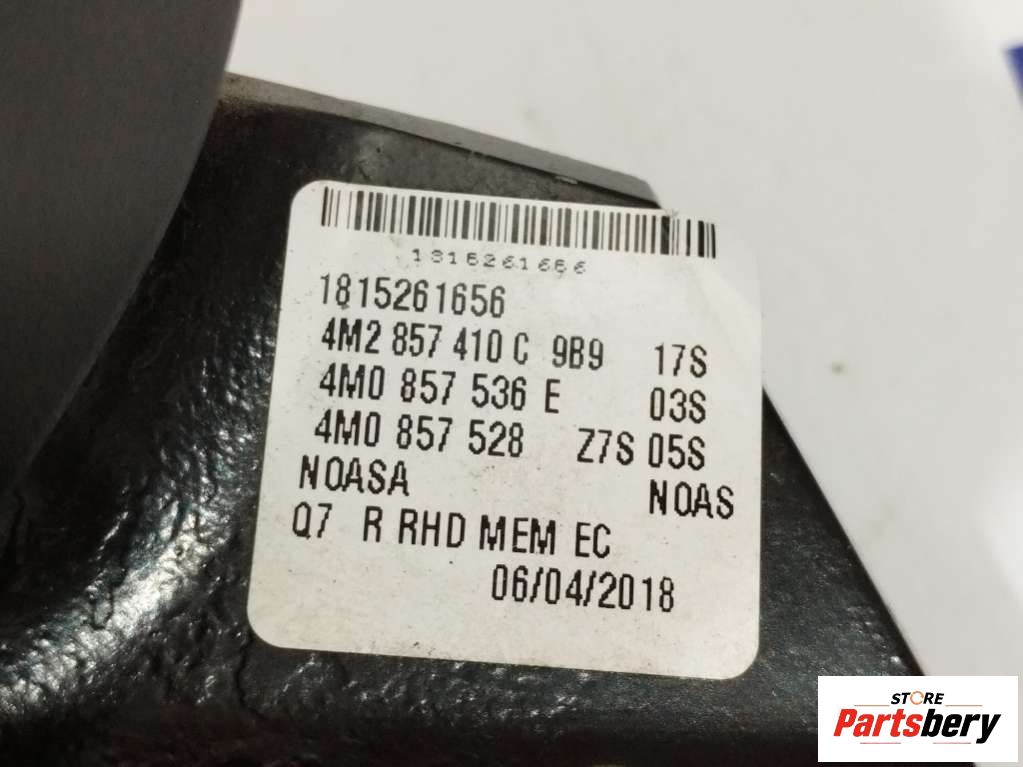 1815261656
1815261656
4M2 857 410 C 9B9 17S
4M0 857 536 E 03S
4M0 857 528 Z7S 05S
NOASA NOAS
Q7 R RHD MEM EC
06/04/2018
STORE
Partsbery